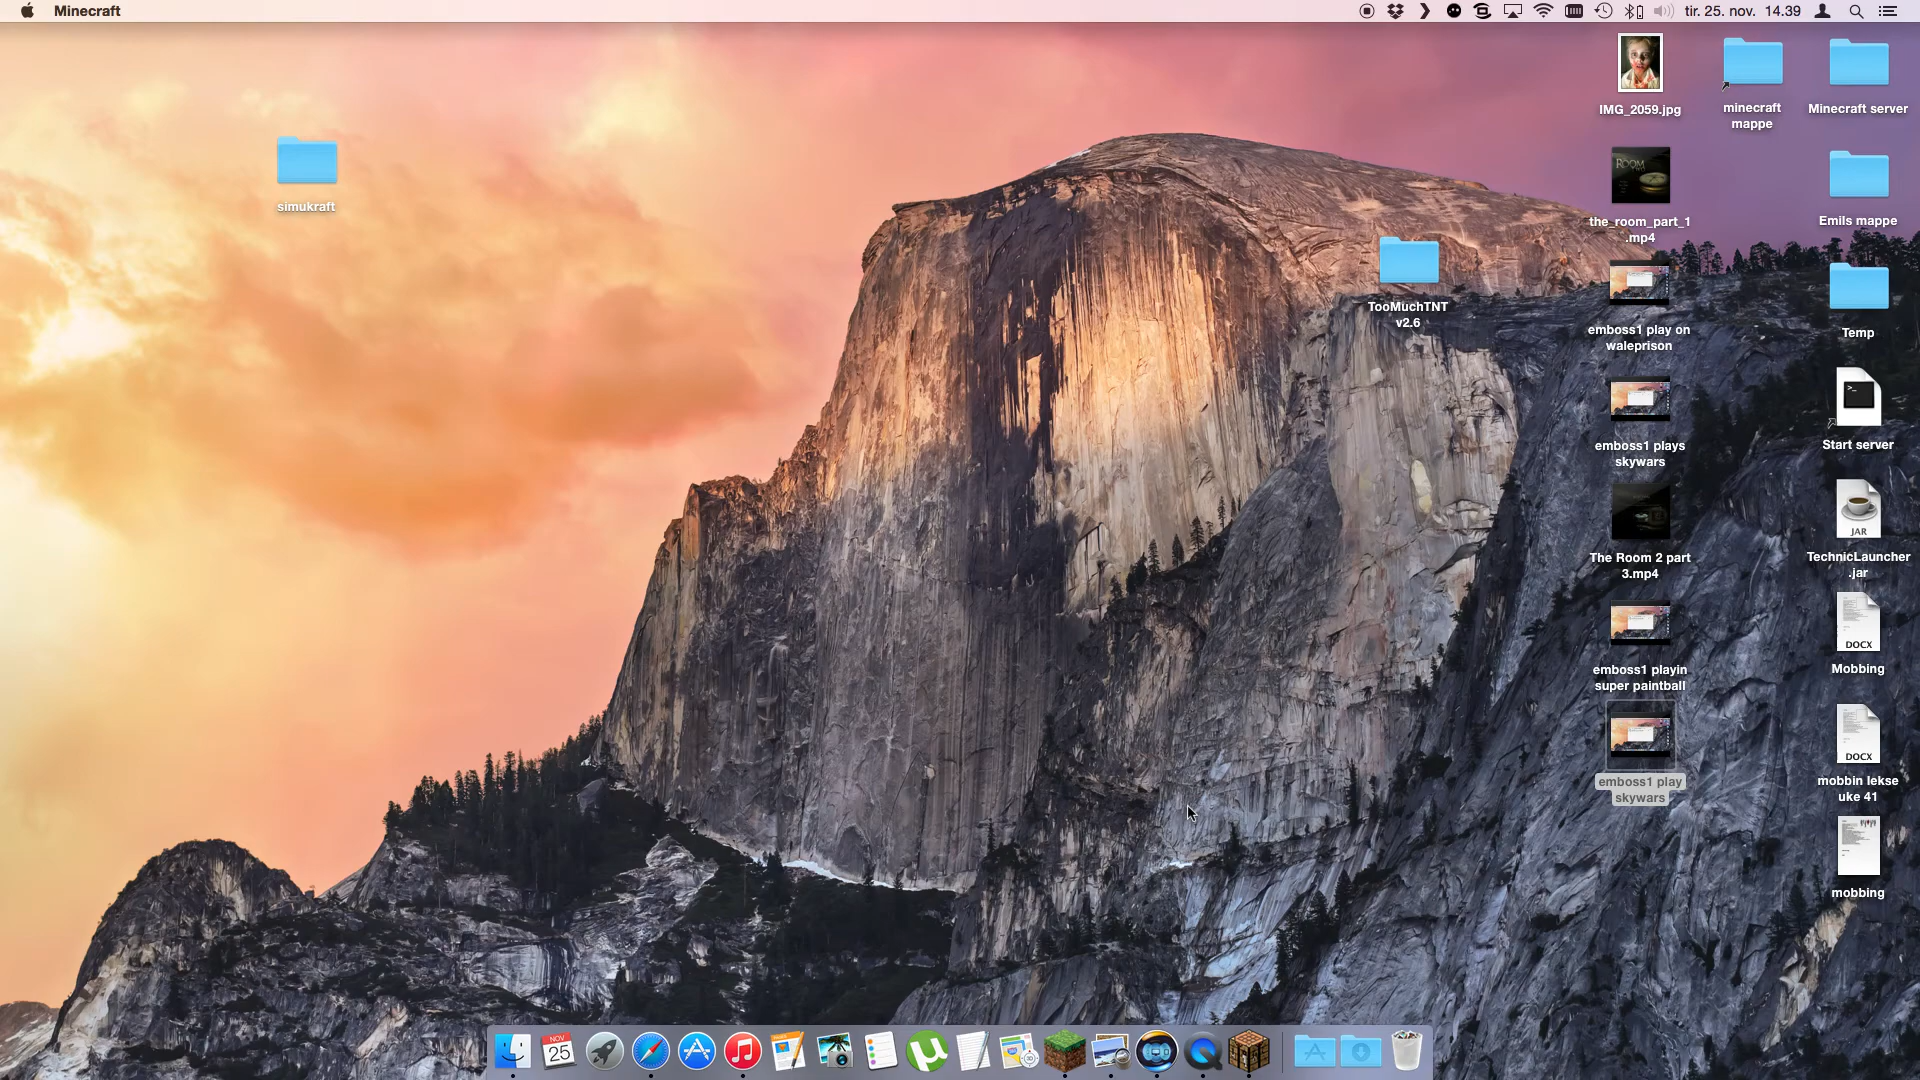 Minecraft
tir. 25. nov. 14.39
simukraft
TooMuchTNT
v2.6
IMG_2059.jpg
the_room_part_1
.mp4
emboss1 play on
waleprison
emboss1 plays
skywars
The Room 2 part
3.mp4
emboss1 playin
super paintball
emboss1 play
skywars
minecraft
mappe
Minecraft server
Emils mappe
Temp
Start server
JAR
TechnicLauncher
.jar
DOCX
Mobbing
DOCX
mobbin lekse
uke 41
mobbing
NOV
25